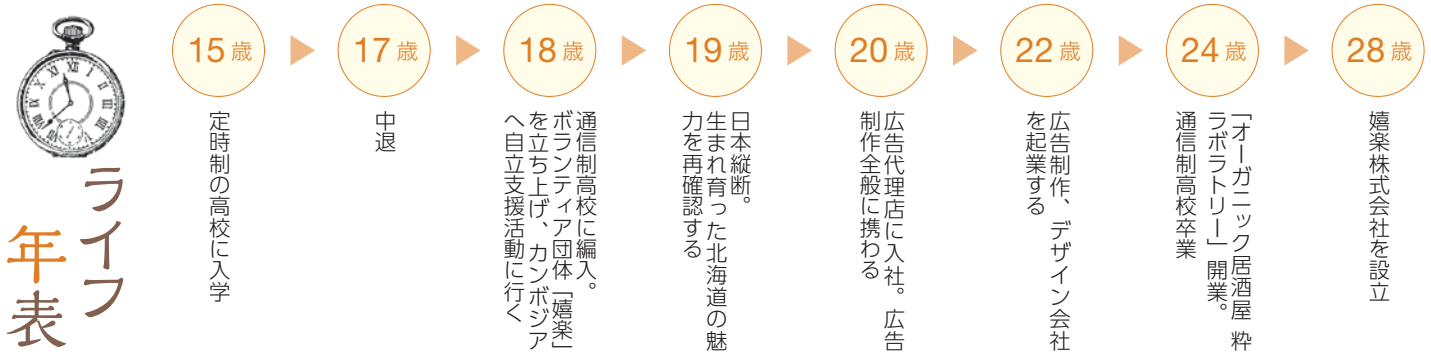 ライフ
年表
15歳
定時制の高校に入学
17歳
中退
18歳
通信制高校に編入。
ボランティア団体「嬉楽」
を立ち上げ、カンボジア
へ自立支援活動に行く
19歳
日本縦断。
生まれ育った北海道の魅
力を再確認する
20歳
広告代理店に入社。広告
制作全般に携わる
22歳
広告制作、デザイン会社
を起業する
24歳
「オーガニック居酒屋 粋
ラボラトリー」開業。
通信制高校卒業
28歳
嬉楽株式会社を設立